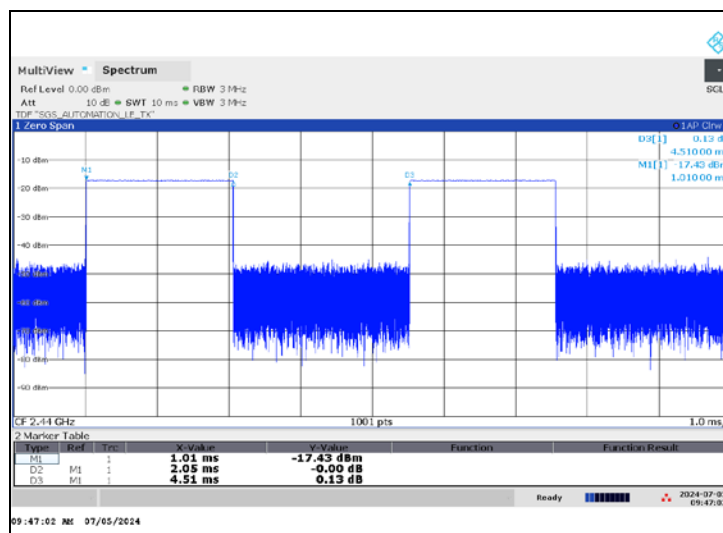 MultiView Spectrum
Ref Level 0.00 dBm RBW 3 MHz SGL
Att 10 dB SWT 10 ms VBW 3 MHz
TDF "SGS_AUTOMATION_LE_TX"
1 Zero Span 1AP Clrw
D3[1] 0.13 d
4.51000 m
M1[1] -17.43 dBm
1.01000 m
-10 dBm
M1 D2 D3
-20 dBm
-30 dBm
-40 dBm
-60 dBm
-80 dBm
-90 dBm
CF 2.44 GHz 1001 pts 1.0 ms/
2 Marker Table
Type Ref Trc X-Value Y-Value Function Function Result
M1 1 1.01 ms -17.43 dBm
D2 M1 1 2.05 ms -0.00 dB
D3 M1 1 4.51 ms 0.13 dB
Ready 2024-07-0
09:47:0
09:47:02 AM 07/05/2024